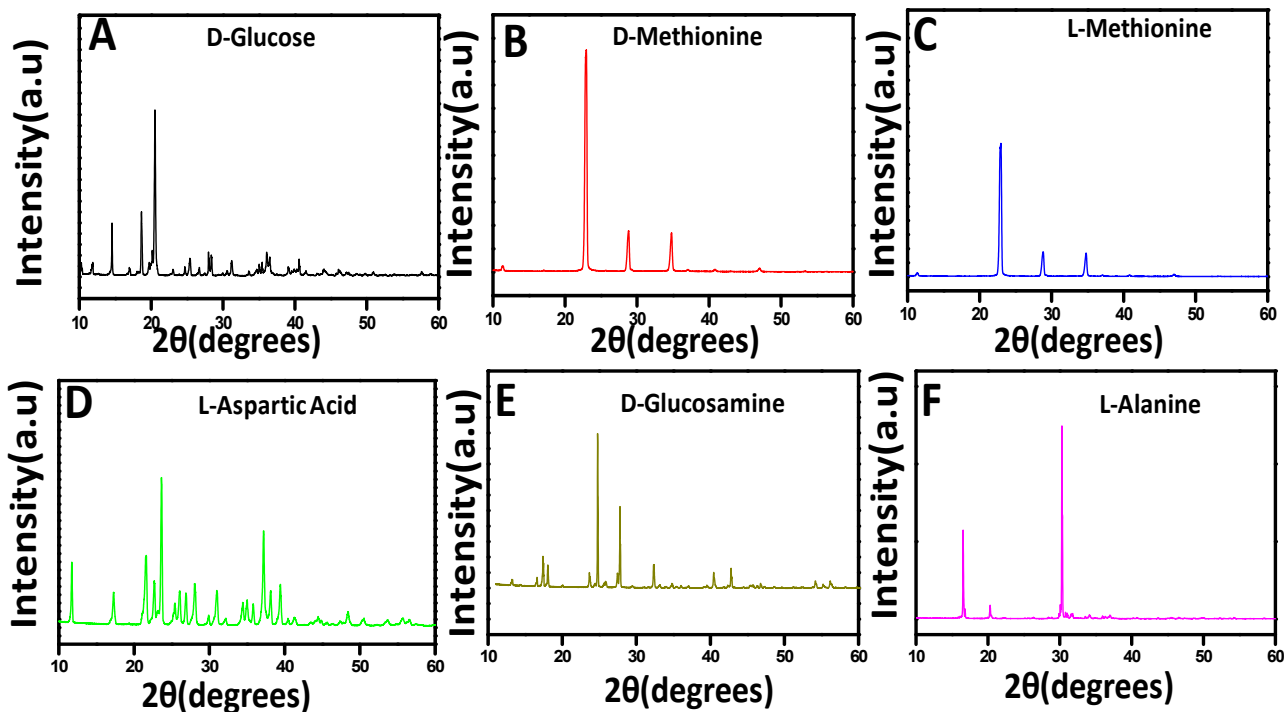 A
D-Glucose
Intensity(a.u)
10 20 30 40 50 60
2θ(degrees)
B
D-Methionine
Intensity(a.u)
10 20 30 40 50 60
2θ(degrees)
C
L-Methionine
Intensity(a.u)
10 20 30 40 50 60
2θ(degrees)
D
L-Aspartic Acid
Intensity(a.u)
10 20 30 40 50 60
2θ(degrees)
E
D-Glucosamine
Intensity(a.u)
10 20 30 40 50 60
2θ(degrees)
F
L-Alanine
Intensity(a.u)
10 20 30 40 50 60
2θ(degrees)